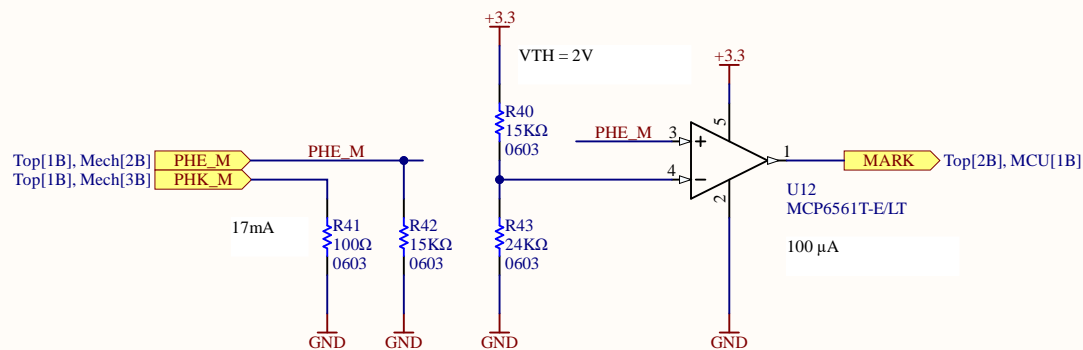 +3.3
VTH = 2V
+3.3
R40
15KΩ
0603
PHE_M
3
5
1
MARK
Top[2B], MCU[1B]
Top[1B], Mech[2B]
PHE_M
PHE_M
Top[1B], Mech[3B]
PHK_M
4
2
U12
MCP6561T-E/LT
17mA
R41
100Ω
0603
R42
15KΩ
0603
R43
24KΩ
0603
100 µA
GND
GND
GND
GND